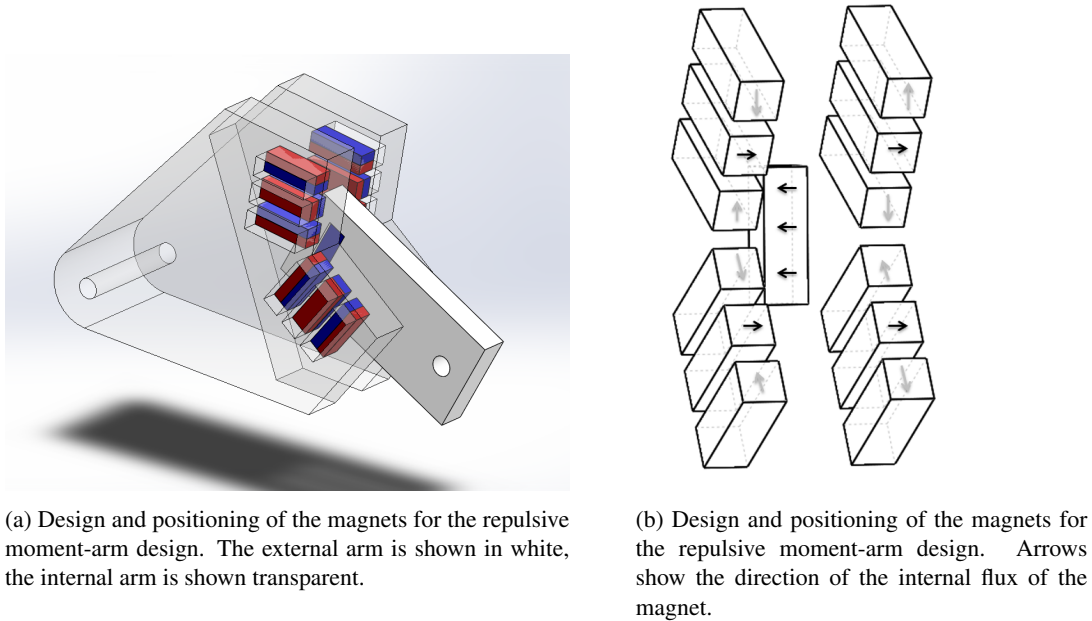 (a) Design and positioning of the magnets for the repulsive
moment-arm design. The external arm is shown in white,
the internal arm is shown transparent.
(b) Design and positioning of the magnets for
the repulsive moment-arm design. Arrows
show the direction of the internal flux of the
magnet.